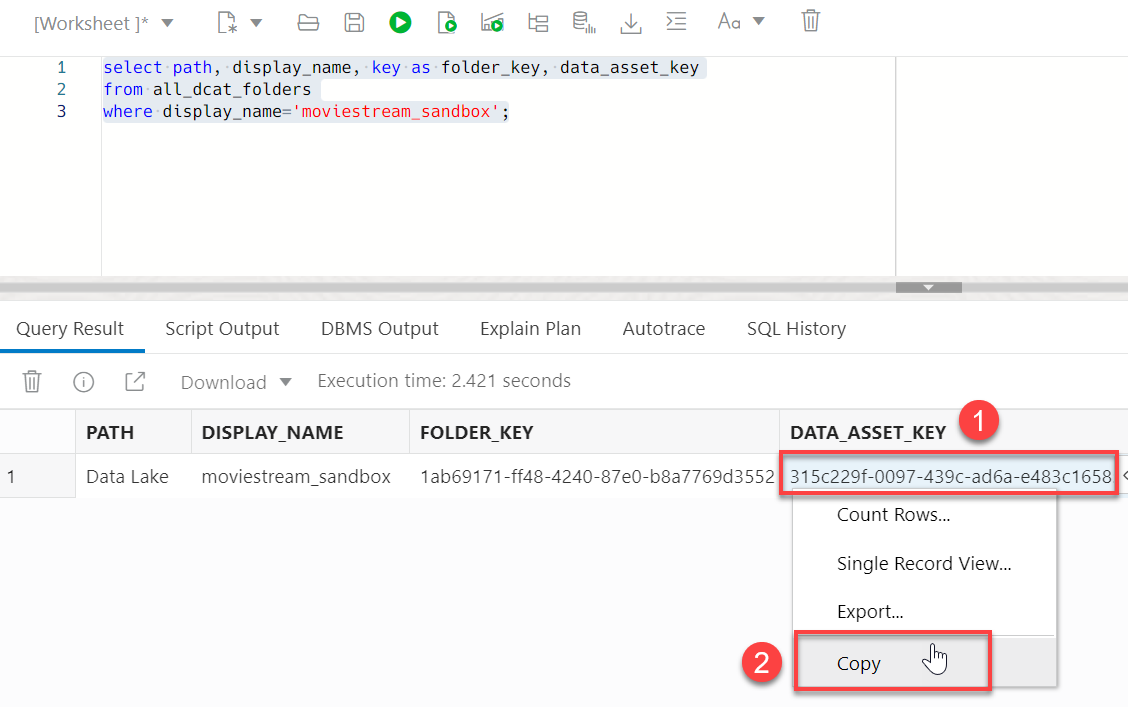 [Worksheet ]*
Aa
1 select path, display_name, key as folder_key, data_asset_key
2 from all_dcat_folders
3 where display_name='moviestream_sandbox';
Query Result Script Output DBMS Output Explain Plan Autotrace SQL History
Download Execution time: 2.421 seconds
PATH DISPLAY_NAME FOLDER_KEY DATA_ASSET_KEY 1
1 Data Lake moviestream_sandbox 1ab69171-ff48-4240-87e0-b8a7769d3552 315c229f-0097-439c-ad6a-e483c1658
Count Rows...
Single Record View...
Export...
2 Copy